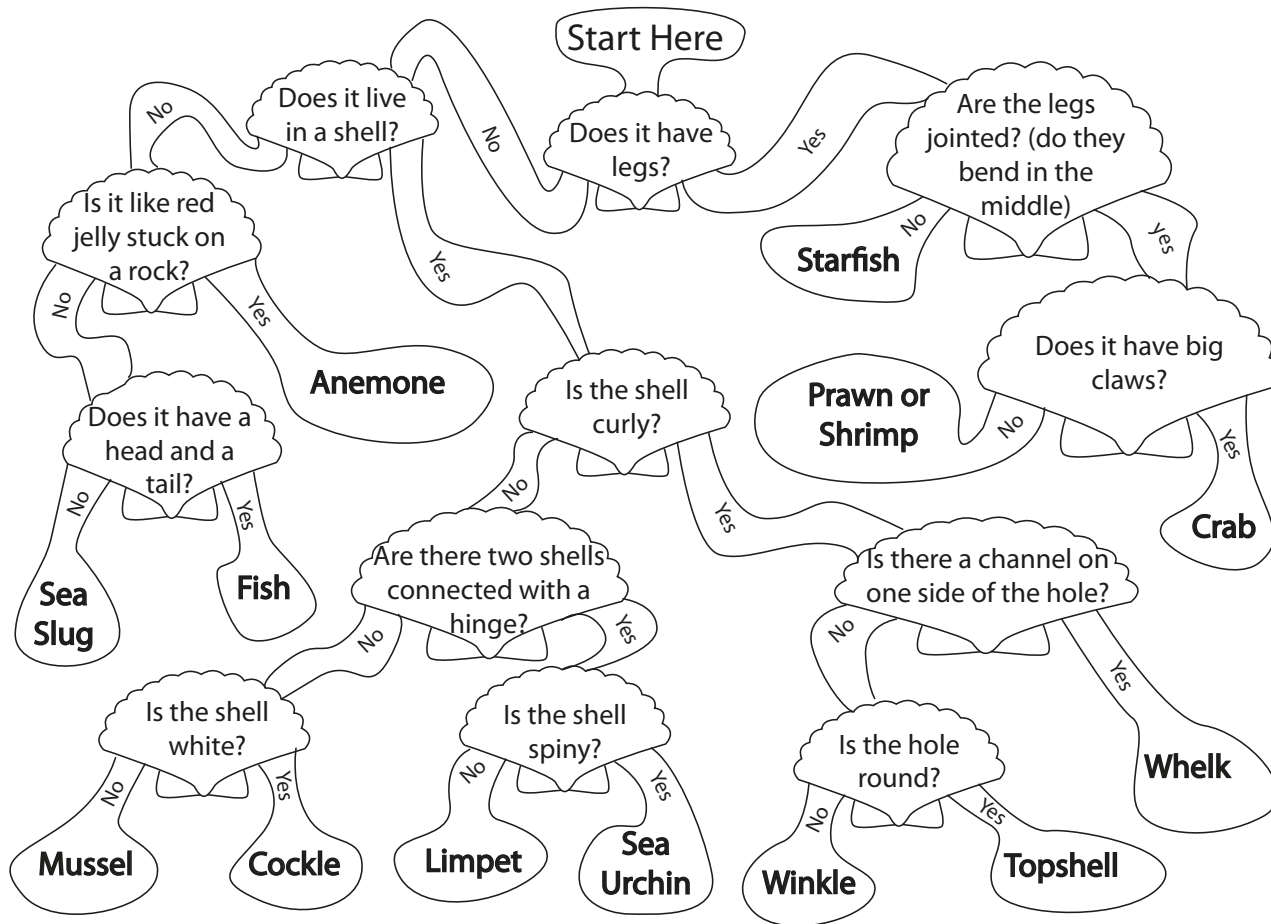 Start Here
Does it have
legs?
No
Yes
Does it live
in a shell?
No
Yes
Are the legs
jointed? (do they
bend in the
middle)
No
yes
Starfish
Is it like red
jelly stuck on
a rock?
No
Yes
Anemone
Does it have big
claws?
No
Yes
Prawn or
Shrimp
Crab
Does it have a
head and a
tail?
No
Yes
Sea
Slug
Fish
Is the shell
curly?
No
Yes
Are there two shells
connected with a
hinge?
No
Yes
Is there a channel on
one side of the hole?
No
Yes
Whelk
Is the shell
white?
No
Yes
Mussel
Cockle
Is the shell
spiny?
No
Yes
Limpet
Sea
Urchin
Is the hole
round?
No
Yes
Winkle
Topshell